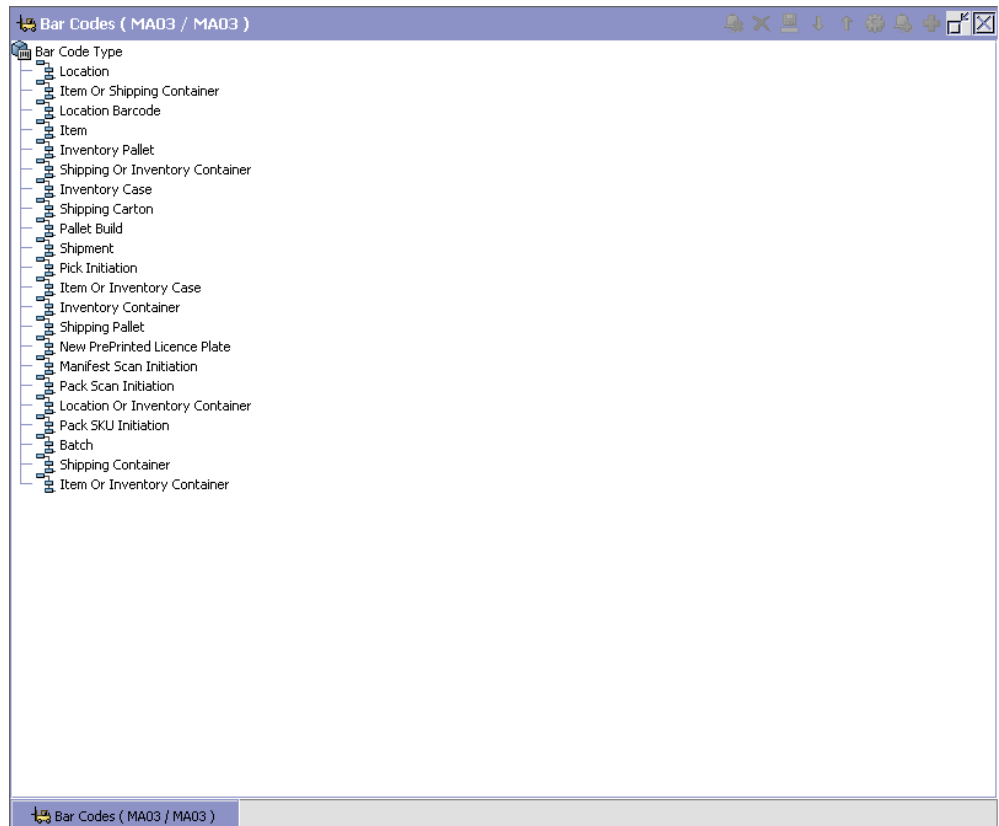 Bar Codes ( MA03 / MA03 )
Bar Code Type
Location
Item Or Shipping Container
Location Barcode
Item
Inventory Pallet
Shipping Or Inventory Container
Inventory Case
Shipping Carton
Pallet Build
Shipment
Pick Initiation
Item Or Inventory Case
Inventory Container
Shipping Pallet
New PrePrinted Licence Plate
Manifest Scan Initiation
Pack Scan Initiation
Location Or Inventory Container
Pack SKU Initiation
Batch
Shipping Container
Item Or Inventory Container
Bar Codes ( MA03 / MA03 )